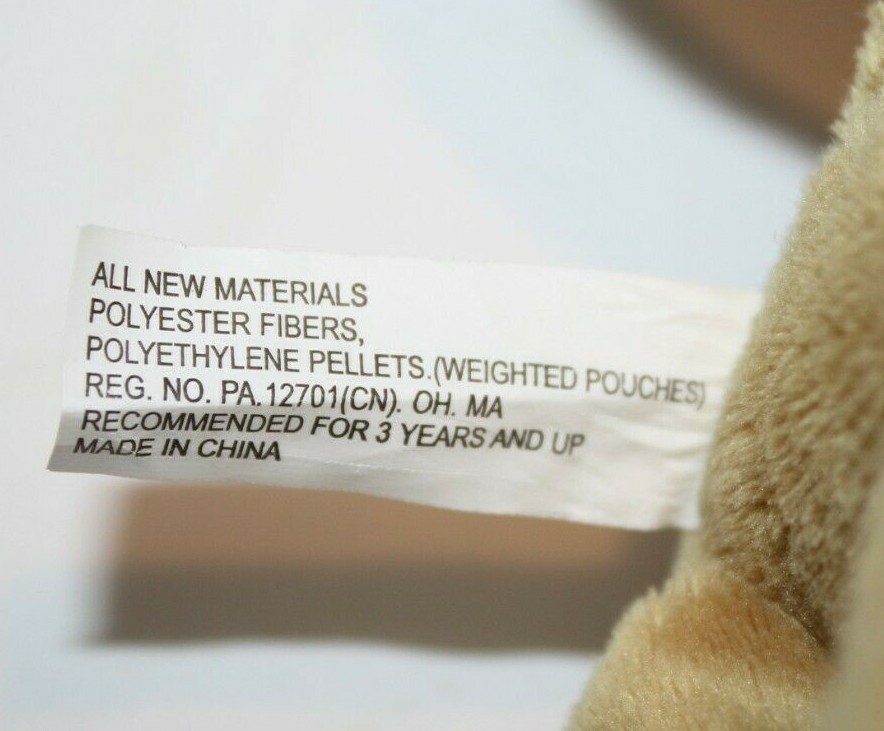 ALL NEW MATERIALS
POLYESTER FIBERS,
POLYETHYLENE PELLETS.(WEIGHTED POUCHES)
REG. NO. PA.12701(CN). OH. MA
RECOMMENDED FOR 3 YEARS AND UP
MADE IN CHINA